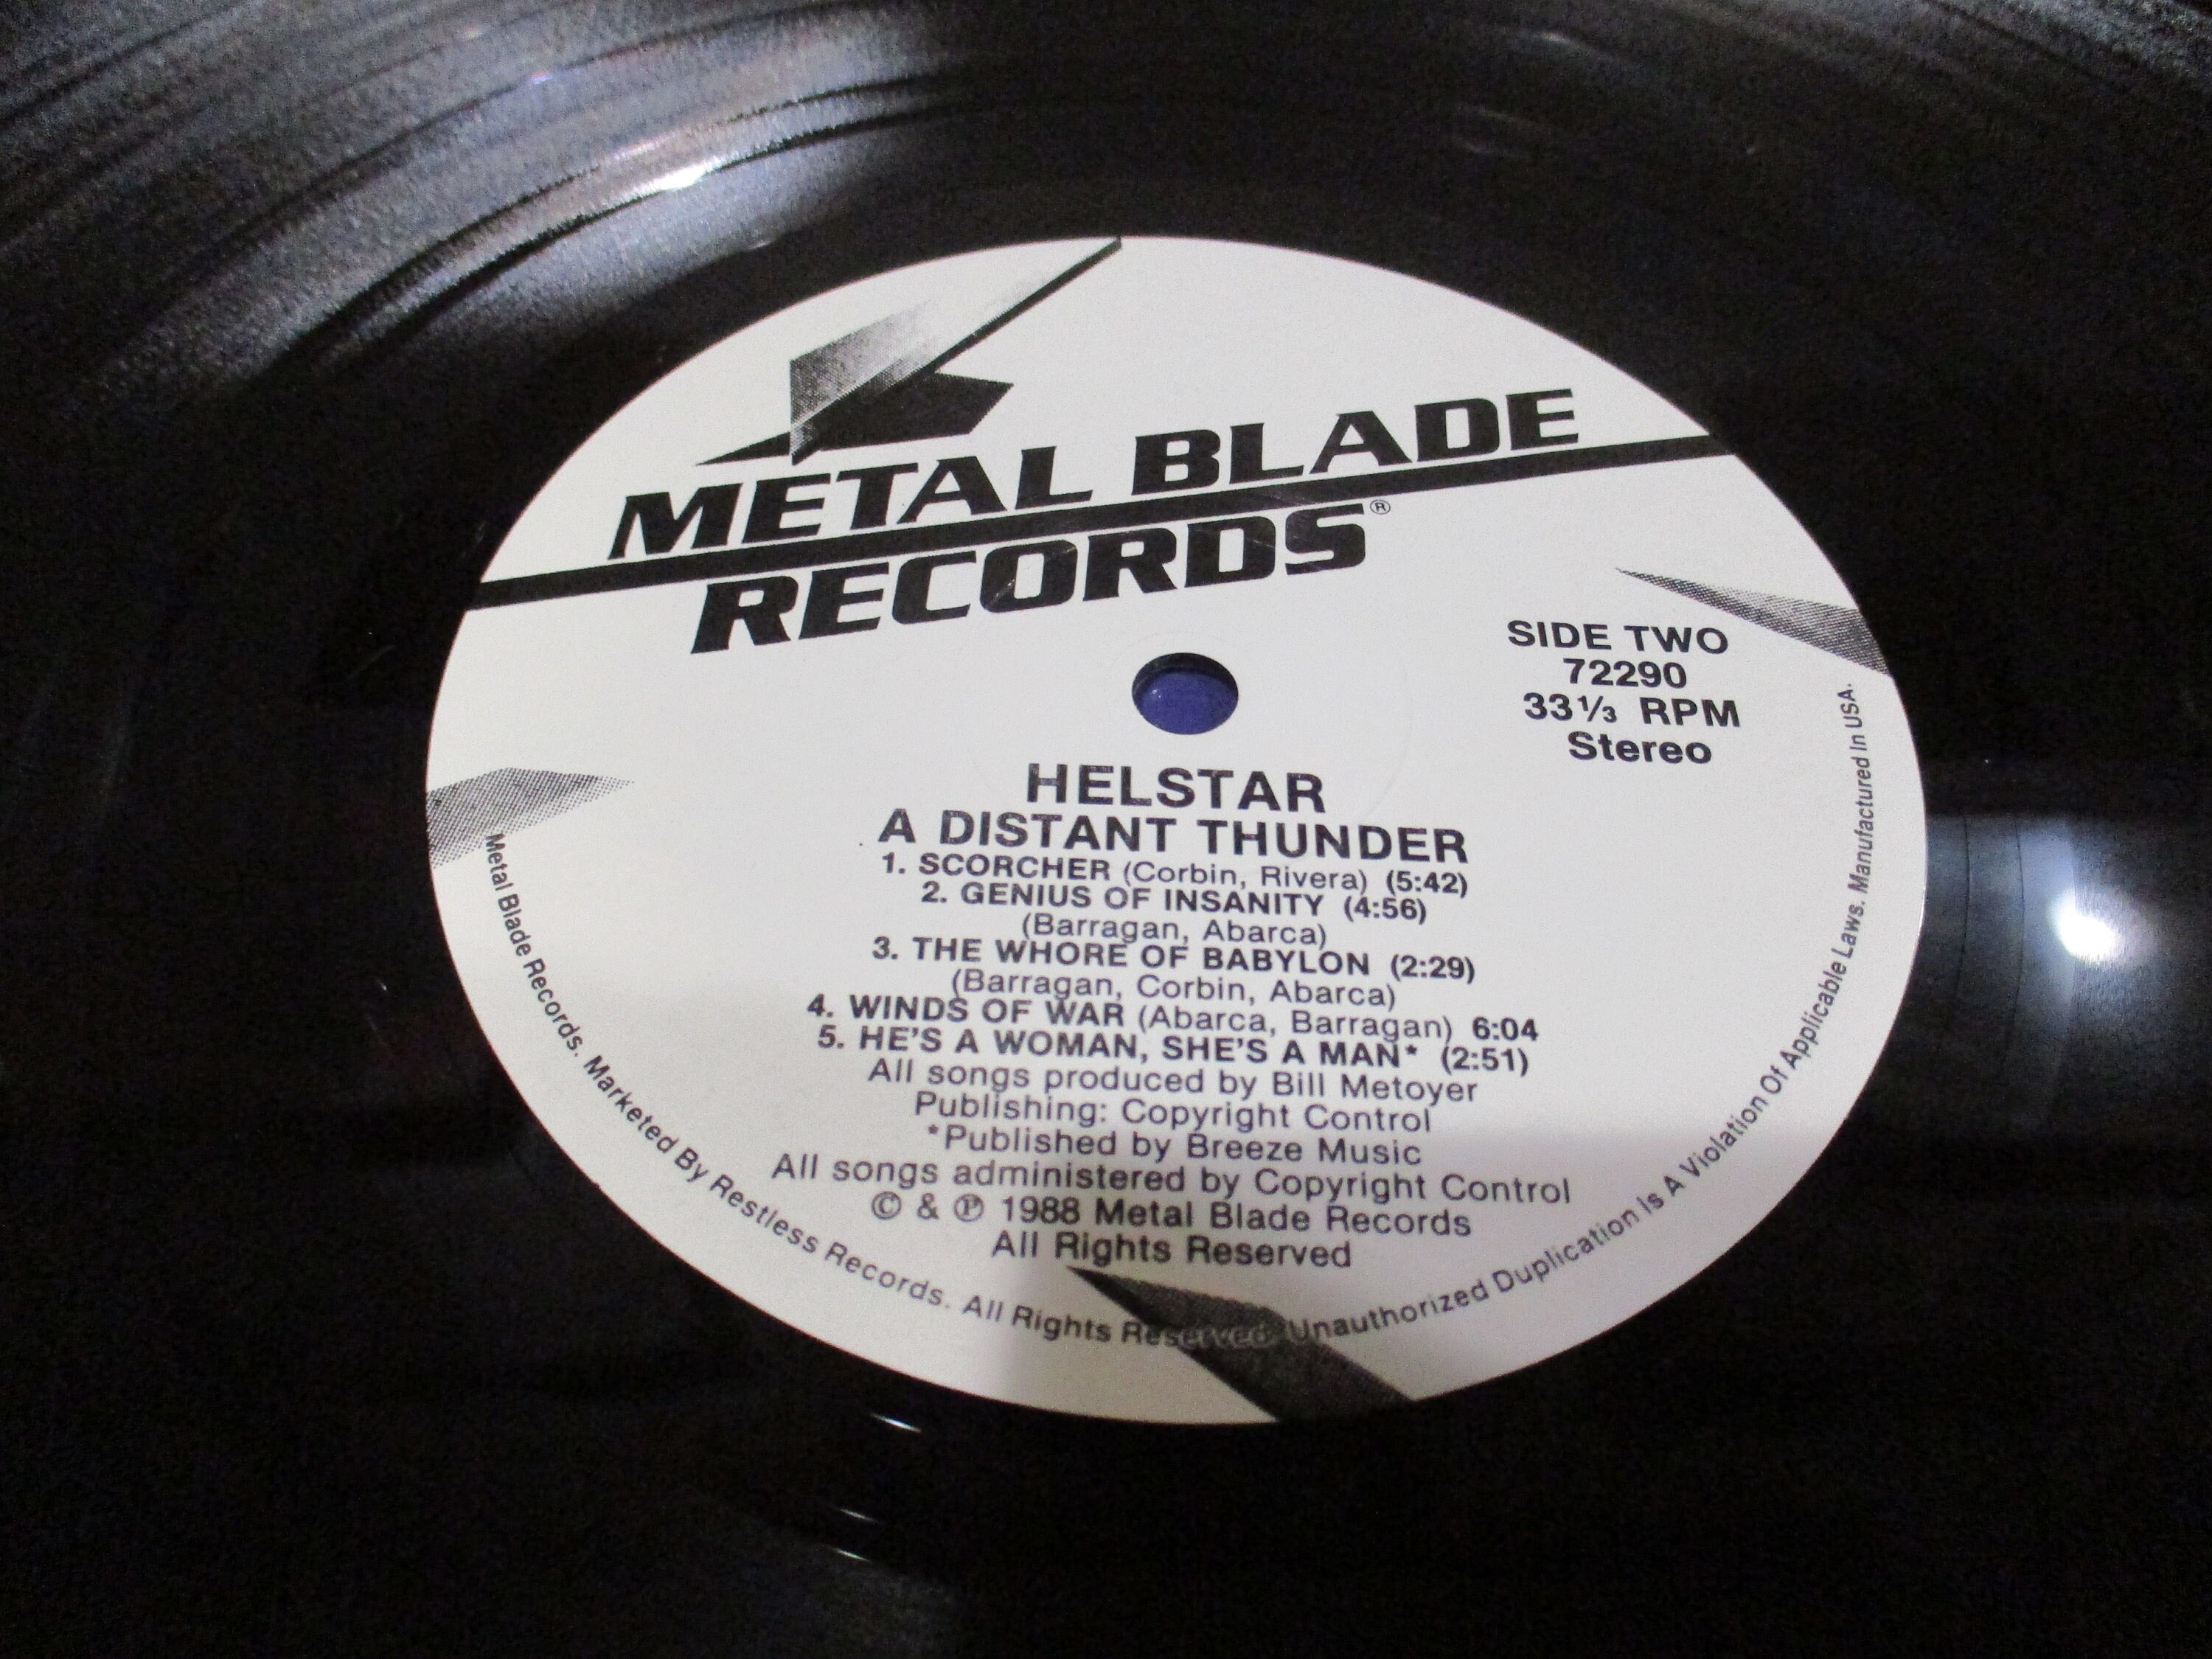 METAL BLADE
RECORDS®
SIDE TWO
72290
33⅓ RPM
Stereo
HELSTAR
A DISTANT THUNDER
1. SCORCHER (Corbin, Rivera) (5:42)
2. GENIUS OF INSANITY (4:56)
(Barragan, Abarca)
3. THE WHORE OF BABYLON (2:29)
(Barragan, Corbin, Abarca)
4. WINDS OF WAR (Abarca, Barragan) 6:04
5. HE'S A WOMAN, SHE'S A MAN* (2:51)
All songs produced by Bill Metoyer
Publishing: Copyright Control
*Published by Breeze Music
All songs administered by Copyright Control
© & ℗ 1988 Metal Blade Records
All Rights Reserved
Metal Blade Records. Marketed By Restless Records. All Rights Reserved. Unauthorized Duplication Is A Violation Of Applicable Laws. Manufactured In USA.